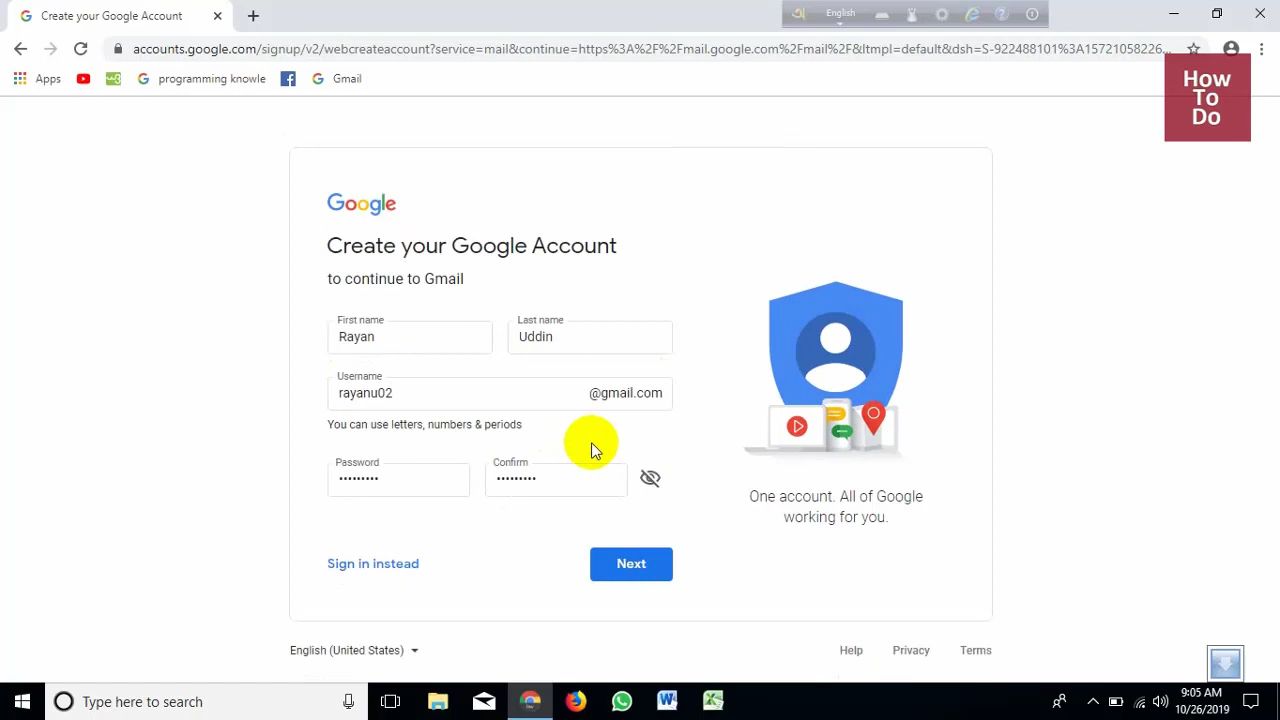 Create your Google Account
English
accounts.google.com/signup/v2/webcreateaccount?service=mail&continue=https%3A%2F%2Fmail.google.com%2Fmail%2F&ltmpl=default&dsh=S-922488101%3A15721058226...
Apps
programming knowle
Gmail
How
To
Do
Google
Create your Google Account
to continue to Gmail
First name
Last name
Rayan
Uddin
Username
rayanu02
@gmail.com
You can use letters, numbers & periods
Password
Confirm
•••••••••
•••••••••
One account. All of Google
working for you.
Sign in instead
Next
English (United States)
Help
Privacy
Terms
Type here to search
9:05 AM
10/26/2019